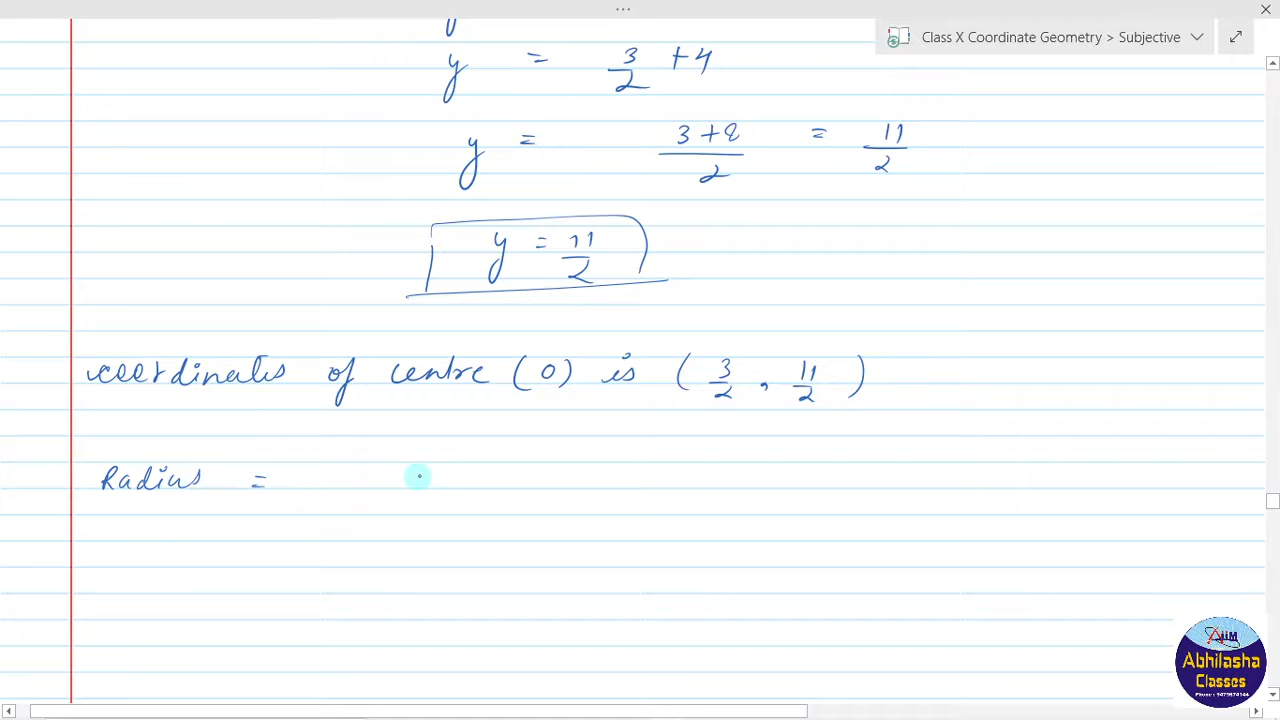 Class X Coordinate Geometry > Subjective
y = 3/2 + 4
y = 3+8/2 = 11/2
y = 11/2
coordinates of centre (O) is (3/2, 11/2)
Radius =
AIIM
Abhilasha
Classes